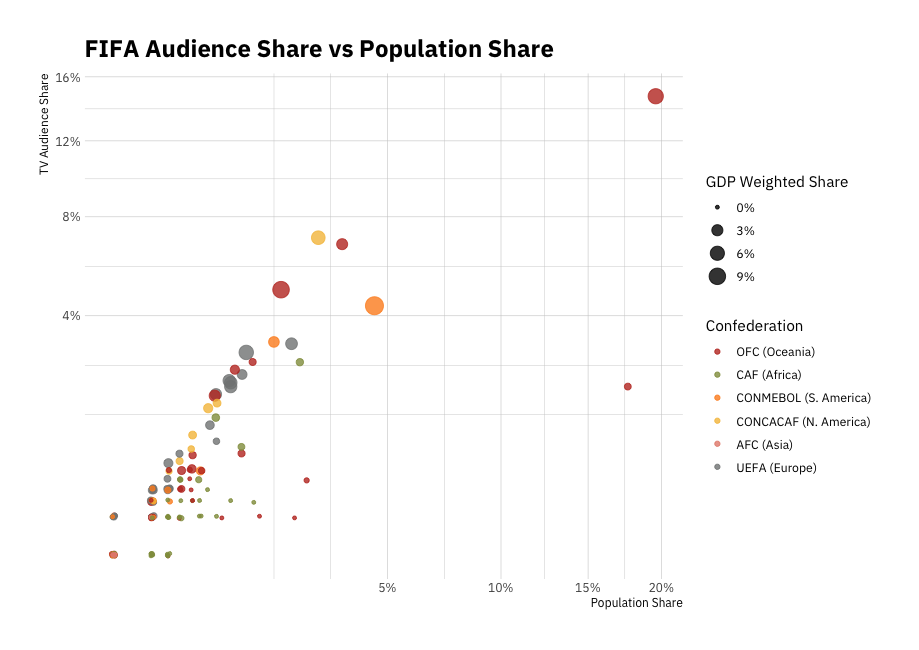 FIFA Audience Share vs Population Share
TV Audience Share
16%
12%
8%
4%
5%
10%
15%
20%
Population Share
GDP Weighted Share
0%
3%
6%
9%
Confederation
OFC (Oceania)
CAF (Africa)
CONMEBOL (S. America)
CONCACAF (N. America)
AFC (Asia)
UEFA (Europe)